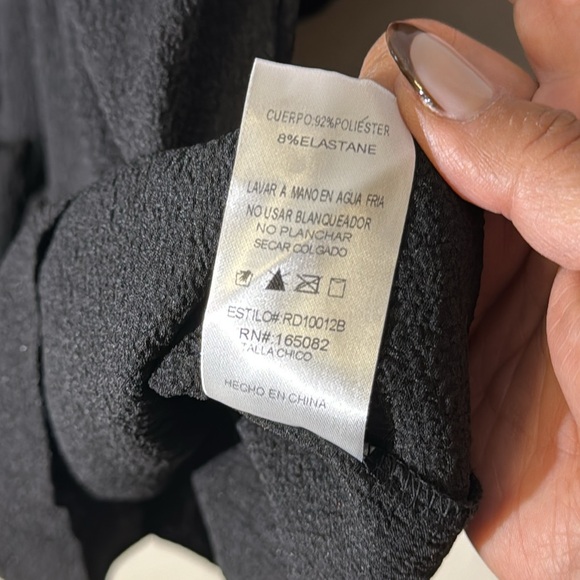 CUERPO:92%POLIÉSTER
8%ELASTANE
LAVAR A MANO EN AGUA FRIA
NO USAR BLANQUEADOR
NO PLANCHAR
SECAR COLGADO
ESTILO#:RD10012B
RN#:165082
TALLA CHICO
HECHO EN CHINA